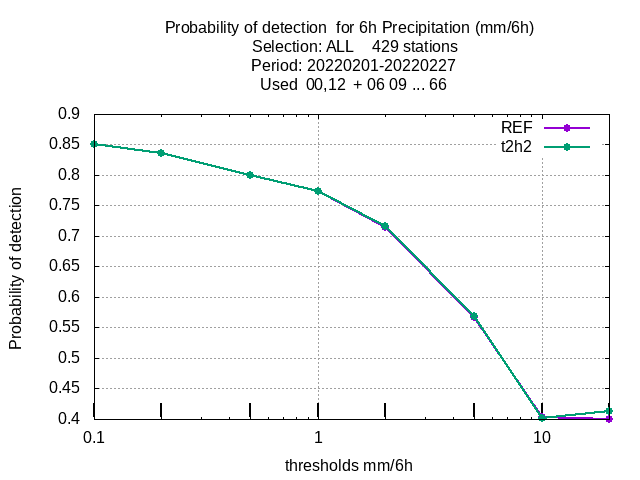 Probability of detection  for 6h Precipitation (mm/6h)
Selection: ALL    429 stations
Period: 20220201-20220227
Used  00,12  + 06 09 ... 66
REF
t2h2
Probability of detection
0.9
0.85
0.8
0.75
0.7
0.65
0.6
0.55
0.5
0.45
0.4
0.1
1
10
thresholds mm/6h